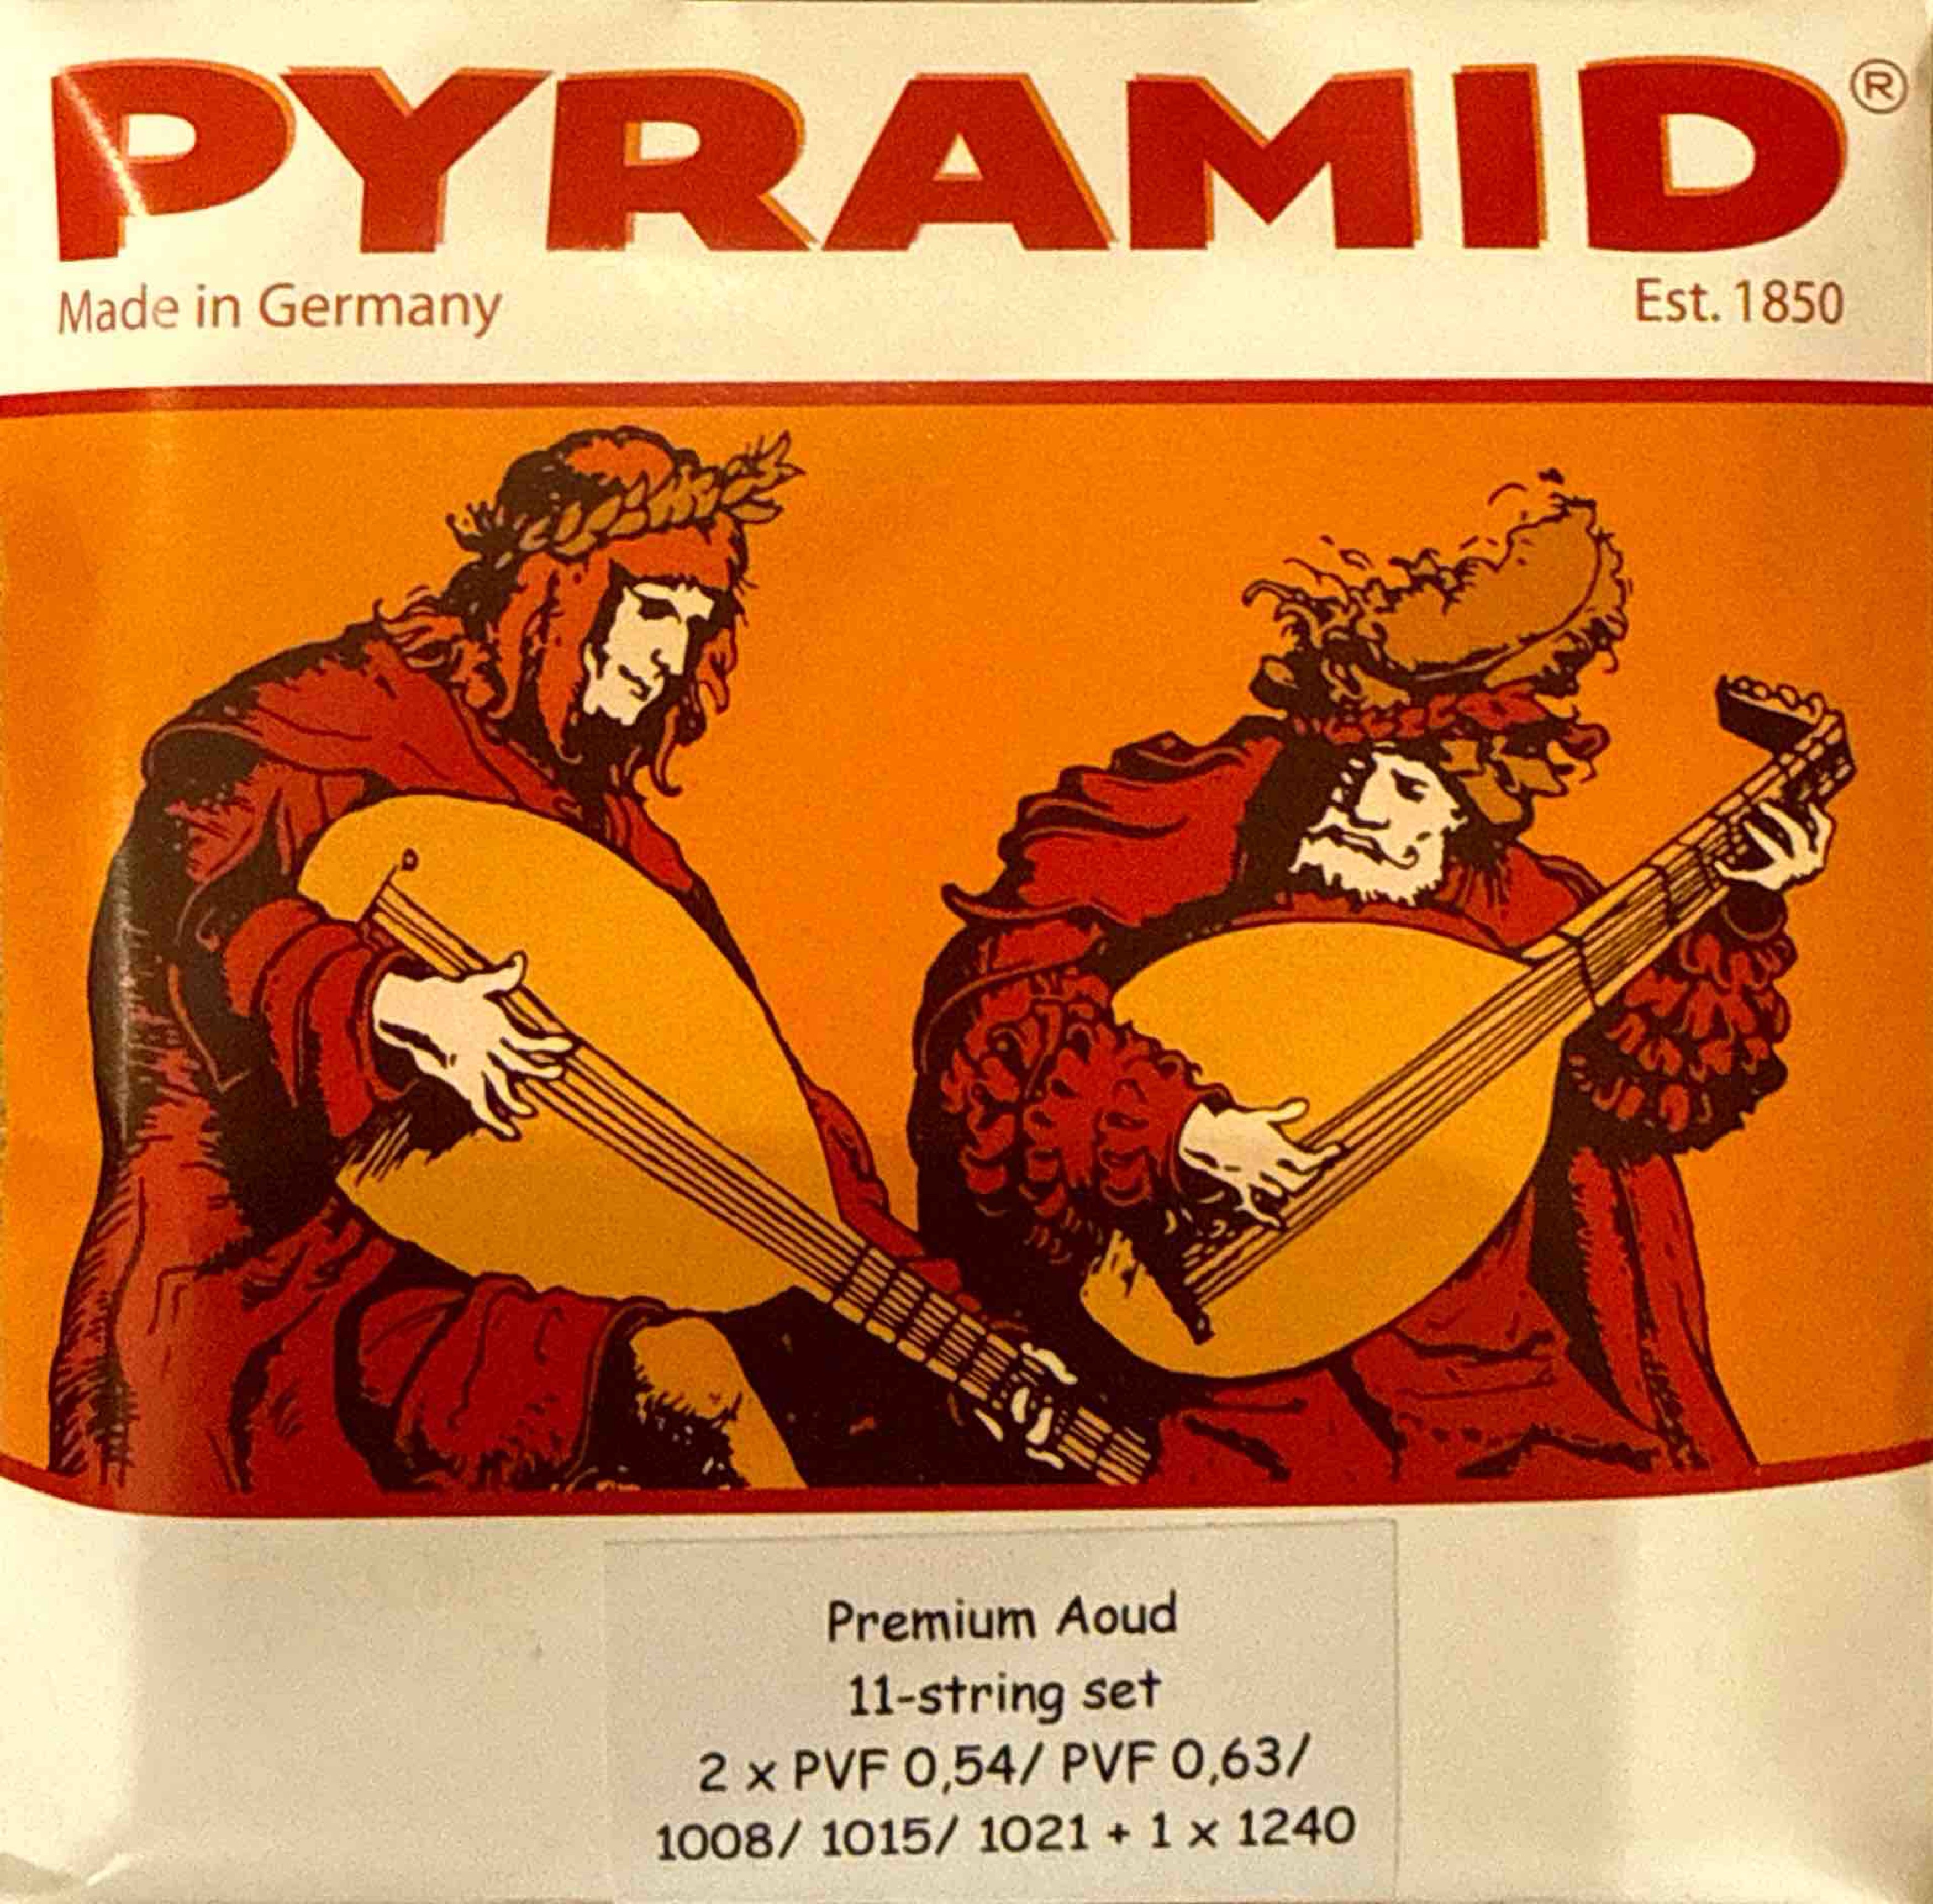 PYRAMID®
Made in Germany
Est. 1850
Premium Aoud
11-string set
2 x PVF 0,54/ PVF 0,63/
1008/ 1015/ 1021 + 1 x 1240